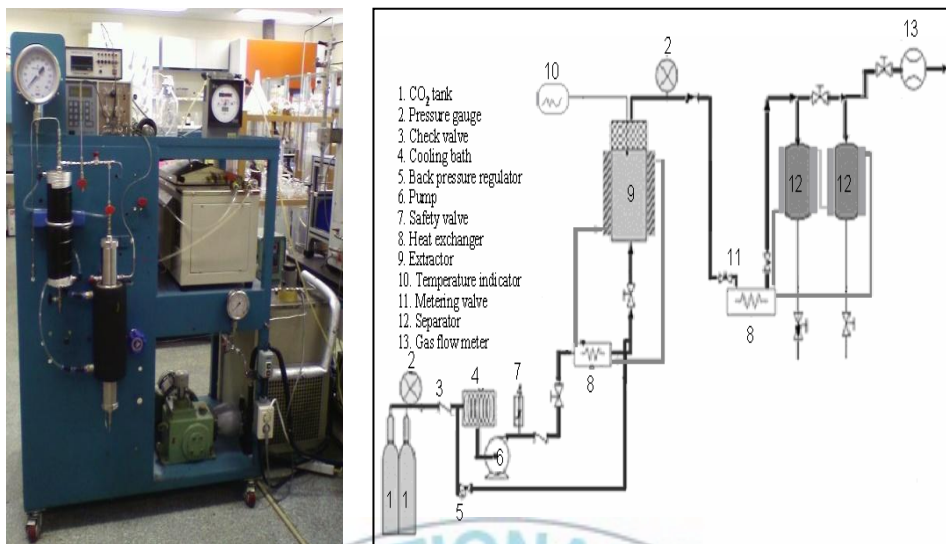 1. CO₂ tank
2. Pressure gauge
3. Check valve
4. Cooling bath
5. Back pressure regulator
6. Pump
7. Safety valve
8. Heat exchanger
9. Extractor
10. Temperature indicator
11. Metering valve
12. Separator
13. Gas flow meter
13
2
10
9
12 12
11
8
8
2
3
4
7
6
1 1
5
TIONA